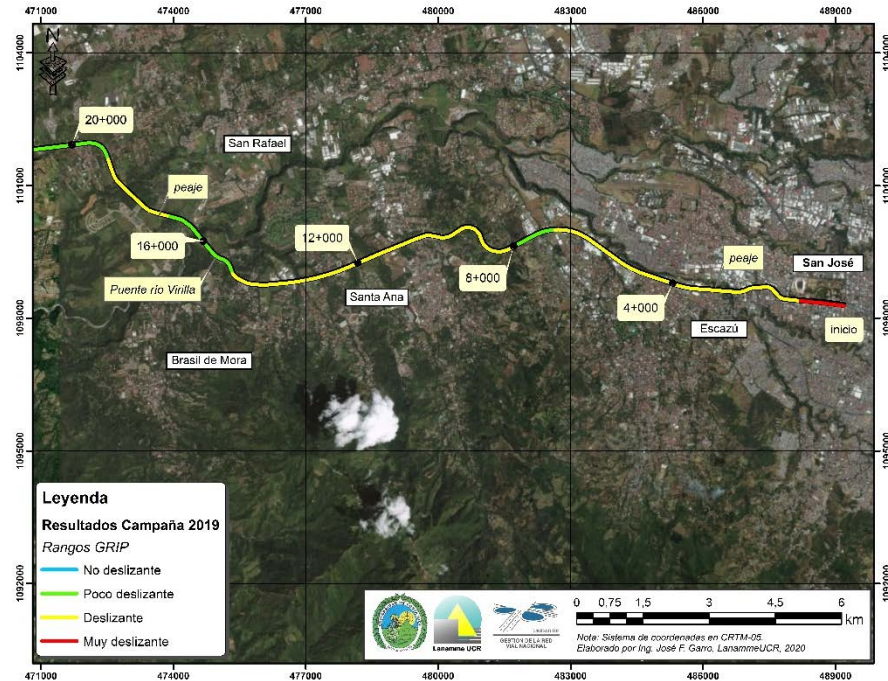 471000 474000 477000 480000 483000 486000 489000
1104000
1101000
1098000
1095000
1092000
1104000
1101000
1098000
1095000
1092000
N
20+000
San Rafael
peaje
16+000
12+000
Puente río Virilla
Santa Ana
8+000
peaje
San José
4+000
Escazú
inicio
Brasil de Mora
Leyenda
Resultados Campaña 2019
Rangos GRIP
No deslizante
Poco deslizante
Deslizante
Muy deslizante
Lanamme UCR
UNIDAD DE
GESTIÓN DE LA RED
VIAL NACIONAL
0 0,75 1,5 3 4,5 6
km
Nota: Sistema de coordenadas en CRTM-05.
Elaborado por Ing. José F. Garro, LanammeUCR, 2020
471000 474000 477000 480000 483000 486000 489000